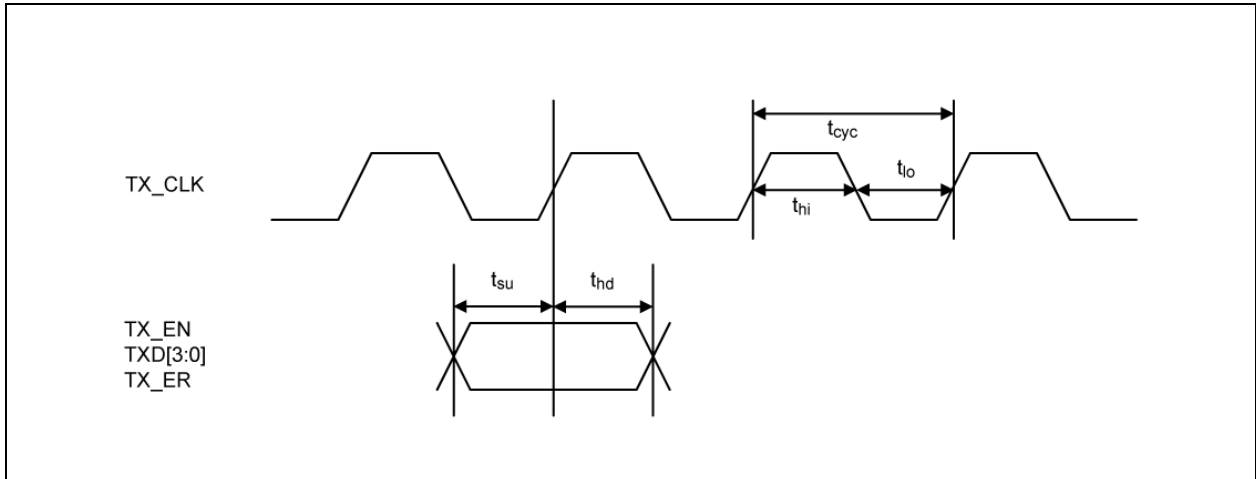 tcyc
TX_CLK
thi
tlo
tsu
thd
TX_EN
TXD[3:0]
TX_ER